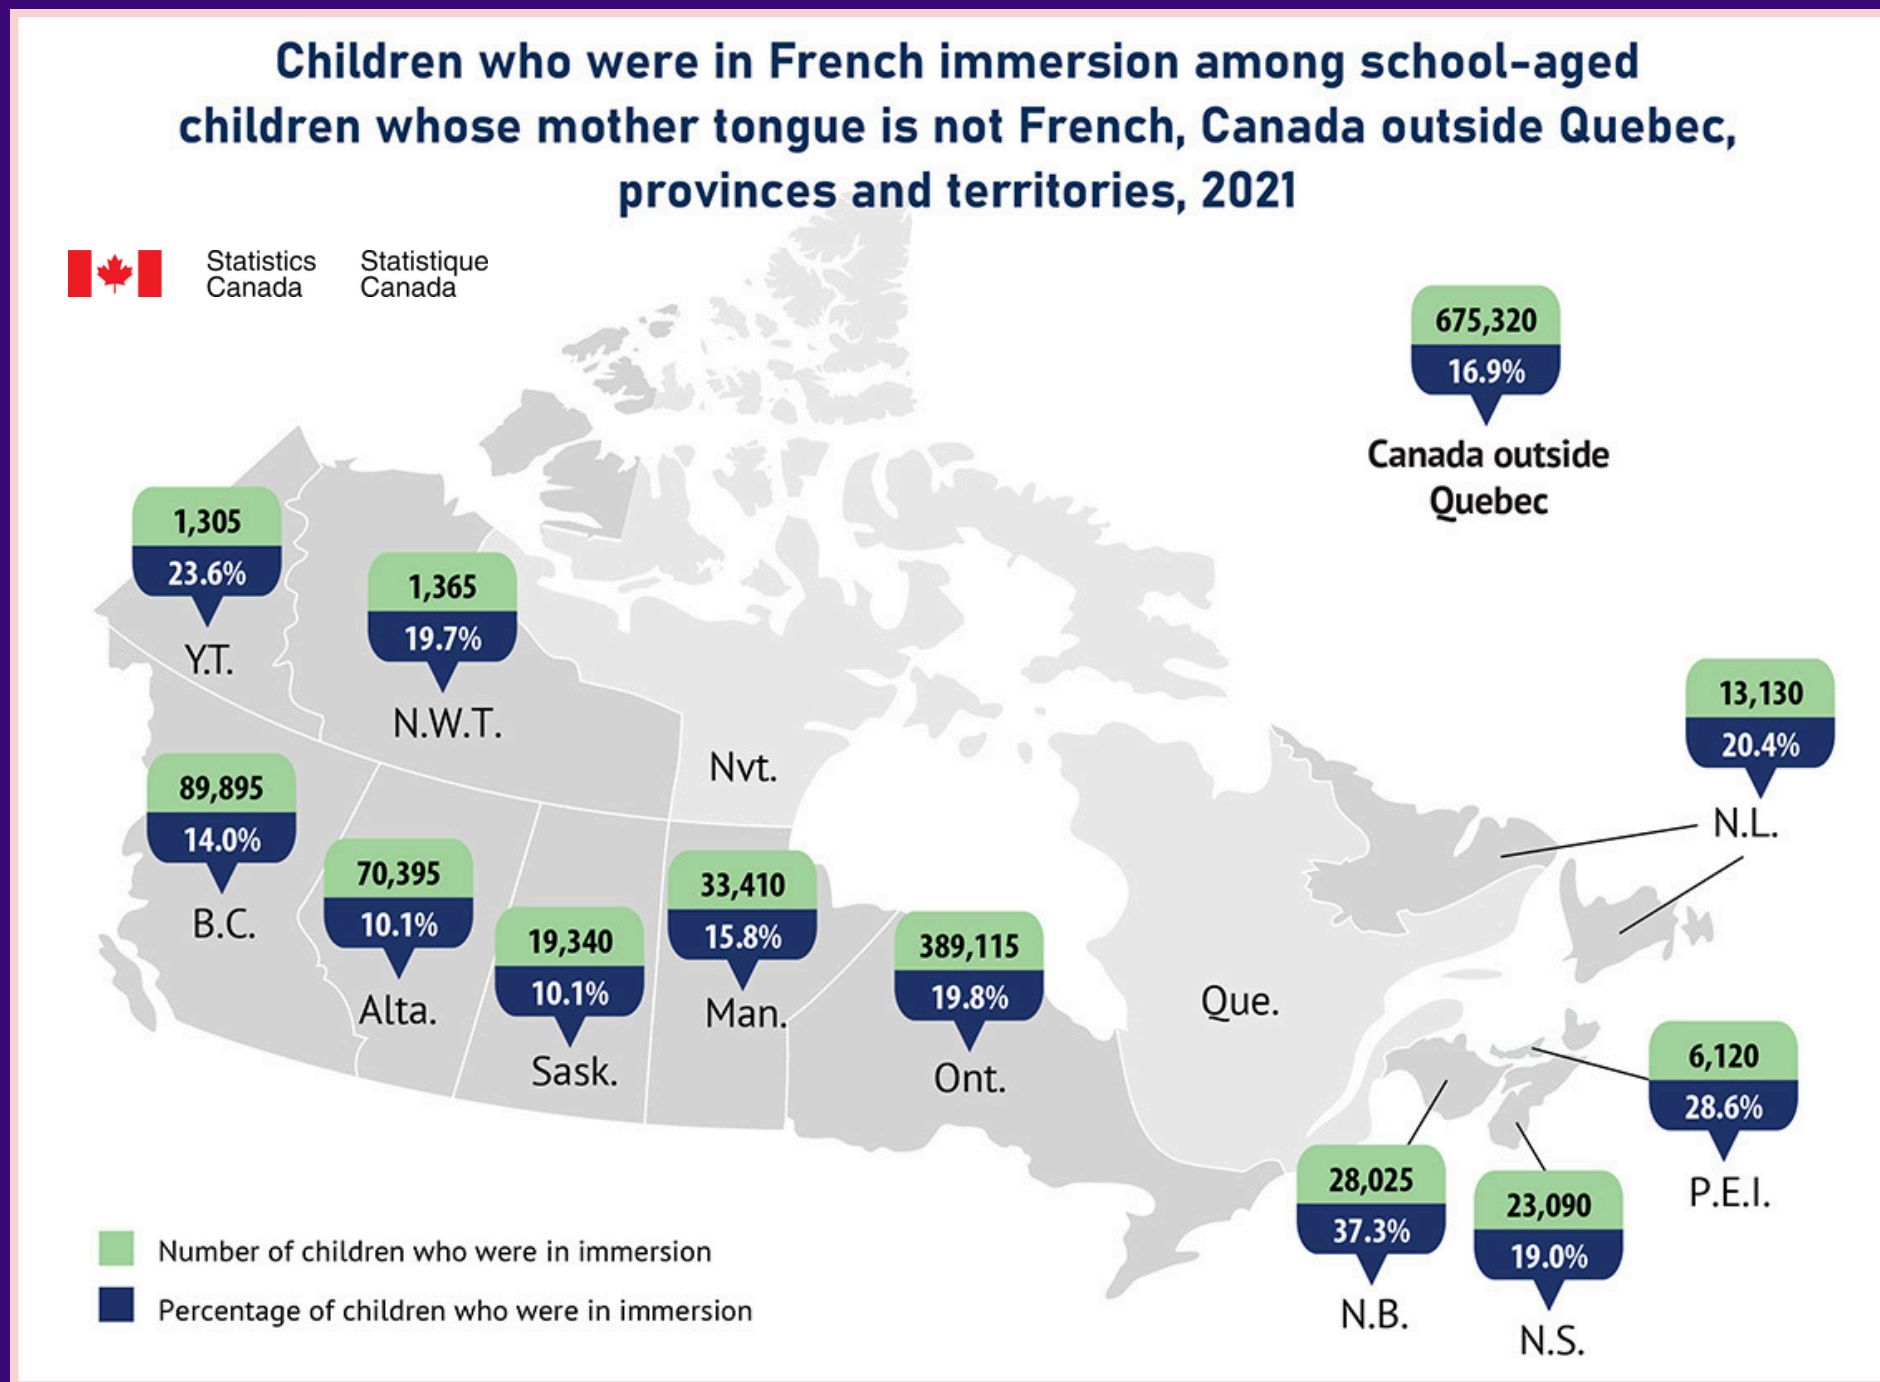 Children who were in French immersion among school-aged
children whose mother tongue is not French, Canada outside Quebec,
provinces and territories, 2021
Statistics
Canada
Statistique
Canada
675,320
16.9%
Canada outside
Quebec
1,305
23.6%
Y.T.
1,365
19.7%
N.W.T.
Nvt.
13,130
20.4%
N.L.
89,895
14.0%
B.C.
70,395
10.1%
Alta.
19,340
10.1%
Sask.
33,410
15.8%
Man.
389,115
19.8%
Ont.
Que.
6,120
28.6%
P.E.I.
28,025
37.3%
N.B.
23,090
19.0%
N.S.
Number of children who were in immersion
Percentage of children who were in immersion